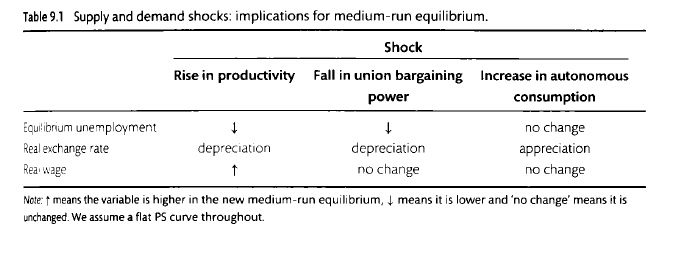 Table 9.1 Supply and demand shocks: implications for medium-run equilibrium.
Shock
Rise in productivity Fall in union bargaining power Increase in autonomous consumption
Equilibrium unemployment ↓ ↓ no change
Real exchange rate depreciation depreciation appreciation
Real wage ↑ no change no change
Note: ↑ means the variable is higher in the new medium-run equilibrium, ↓ means it is lower and 'no change' means it is
unchanged. We assume a flat PS curve throughout.